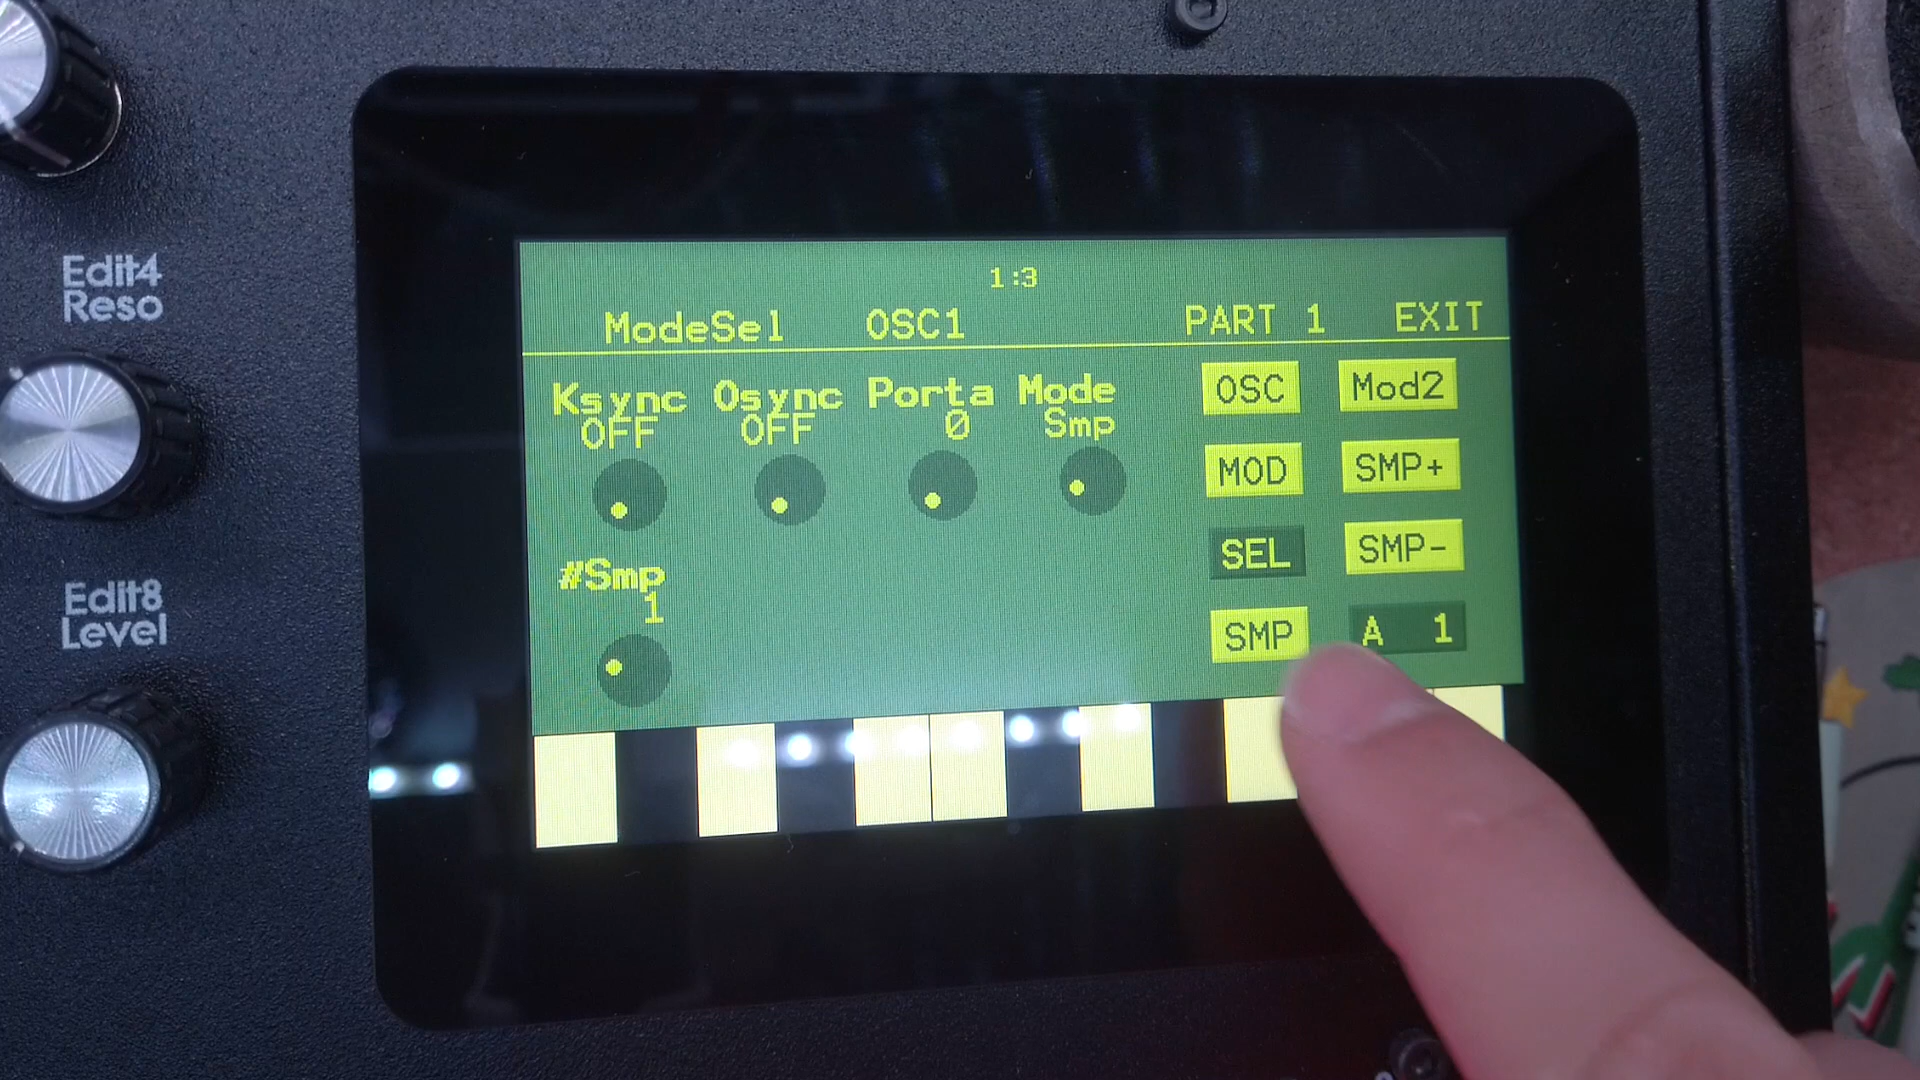 Edit4
Reso
Edit8
Level
1:3
ModeSel OSC1 PART 1 EXIT
Ksync Osync Porta Mode
OFF OFF 0 Smp
#Smp
1
OSC Mod2
MOD SMP+
SEL SMP-
SMP A 1